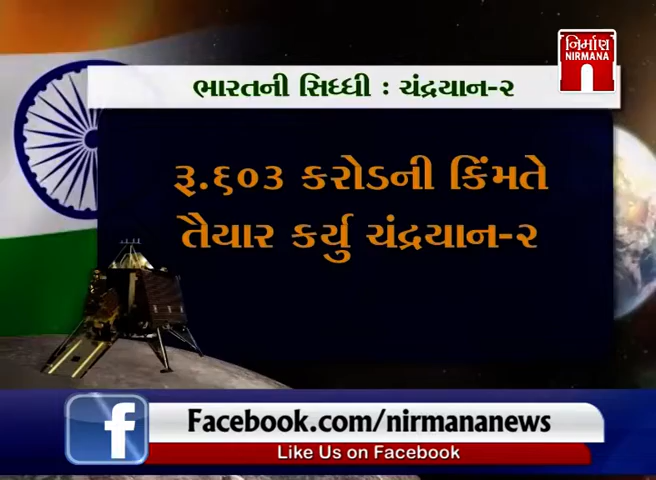 નિર્માણ
NIRMANA
ભારતની સિધ્ધી : ચંદ્રયાન-૨
રૂ.૬૦૩ કરોડની કિંમતે
તૈયાર કર્યુ ચંદ્રયાન-૨
Facebook.com/nirmananews
Like Us on Facebook